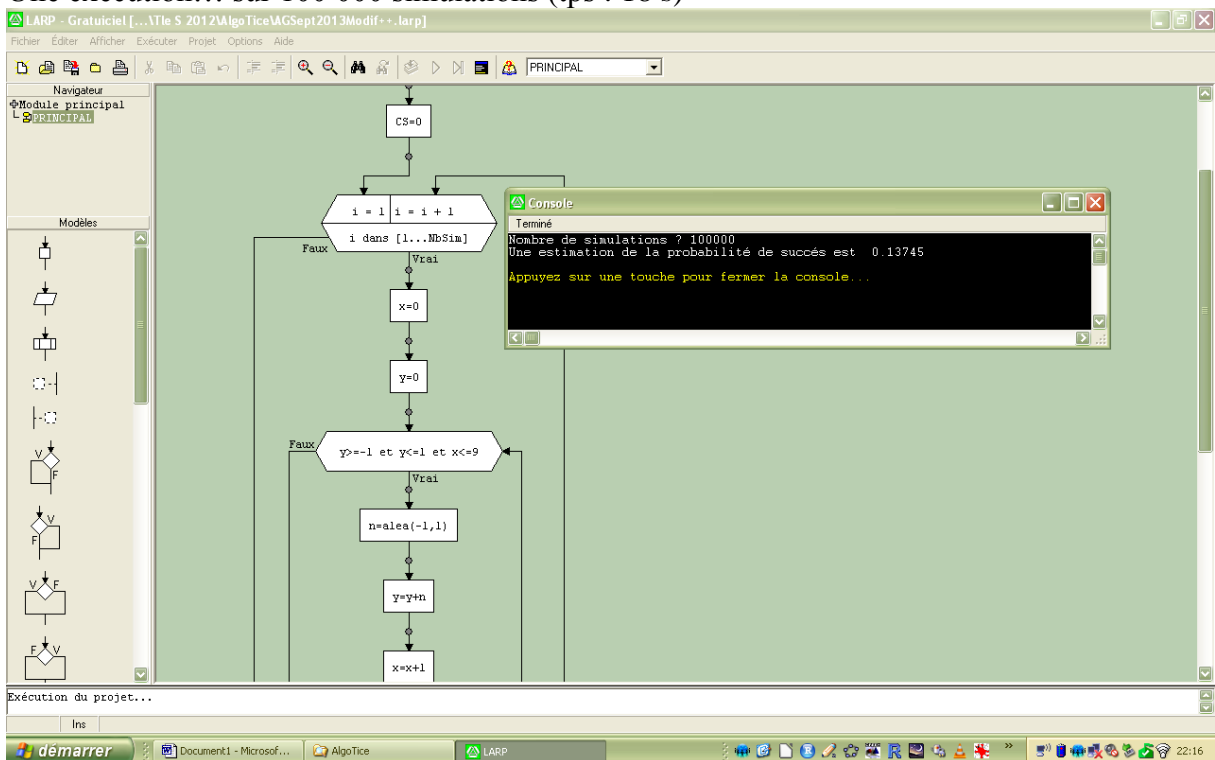 Une exécution… sur 100 000 simulations (tps : 18 s)
LARP - Gratuiciel [...\Tle S 2012\AlgoTice\AGSept2013Modif++.larp]
Fichier Éditer Afficher Exécuter Projet Options Aide
PRINCIPAL
Navigateur
Module principal
PRINCIPAL
CS=0
Console
Terminé
Nombre de simulations ? 100000
Une estimation de la probabilité de succés est 0.13745
Appuyez sur une touche pour fermer la console...
i = 1 i = i + 1
i dans [1...NbSim]
Faux
Vrai
Modèles
x=0
y=0
Faux
y>=-1 et y<=1 et x<=9
Vrai
F
n=alea(-1,1)
V
F
V F
y=y+n
F V
x=x+1
Exécution du projet...
Ins
démarrer
Document1 - Microsof...
AlgoTice
LARP
22:16